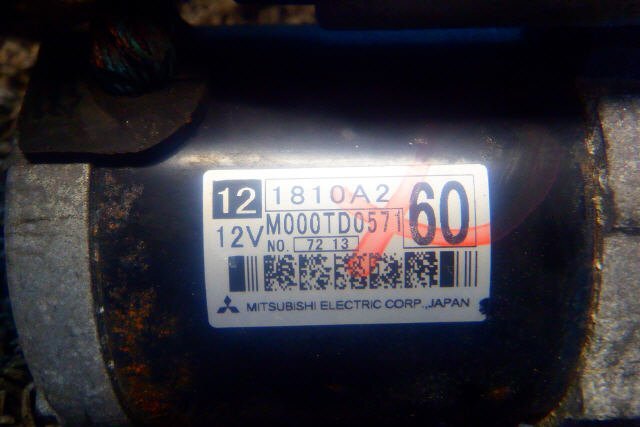 12 1810A2 60
12V M000TD0571
NO. 72 13
MITSUBISHI ELECTRIC CORP.,JAPAN